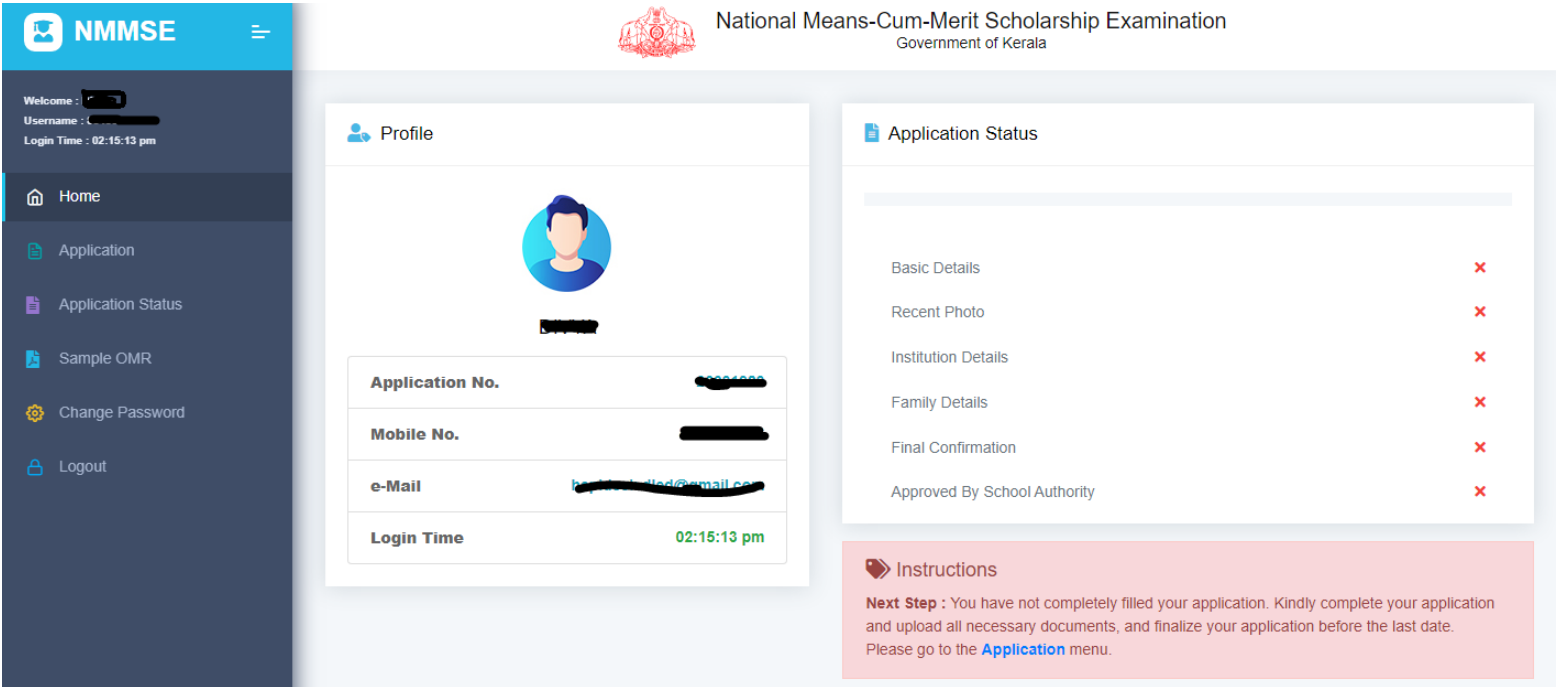 NMMSE
National Means-Cum-Merit Scholarship Examination
Government of Kerala
Welcome :
Username :
Login Time : 02:15:13 pm
Home
Application
Application Status
Sample OMR
Change Password
Logout
Profile
Application No.
Mobile No.
e-Mail
Login Time 02:15:13 pm
Application Status
Basic Details
Recent Photo
Institution Details
Family Details
Final Confirmation
Approved By School Authority
Instructions
Next Step : You have not completely filled your application. Kindly complete your application
and upload all necessary documents, and finalize your application before the last date.
Please go to the Application menu.